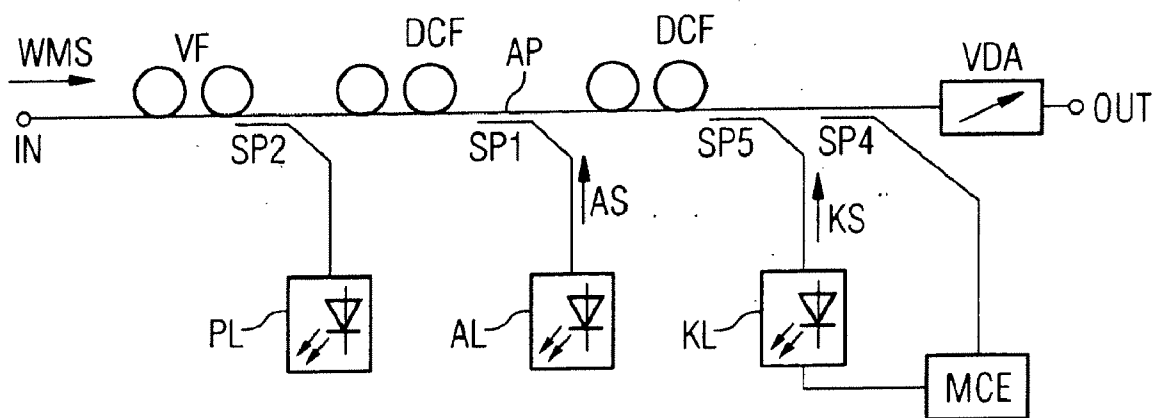 WMS
VF
DCF
AP
DCF
VDA
IN
SP2
SP1
SP5
SP4
OUT
AS
KS
PL
AL
KL
MCE